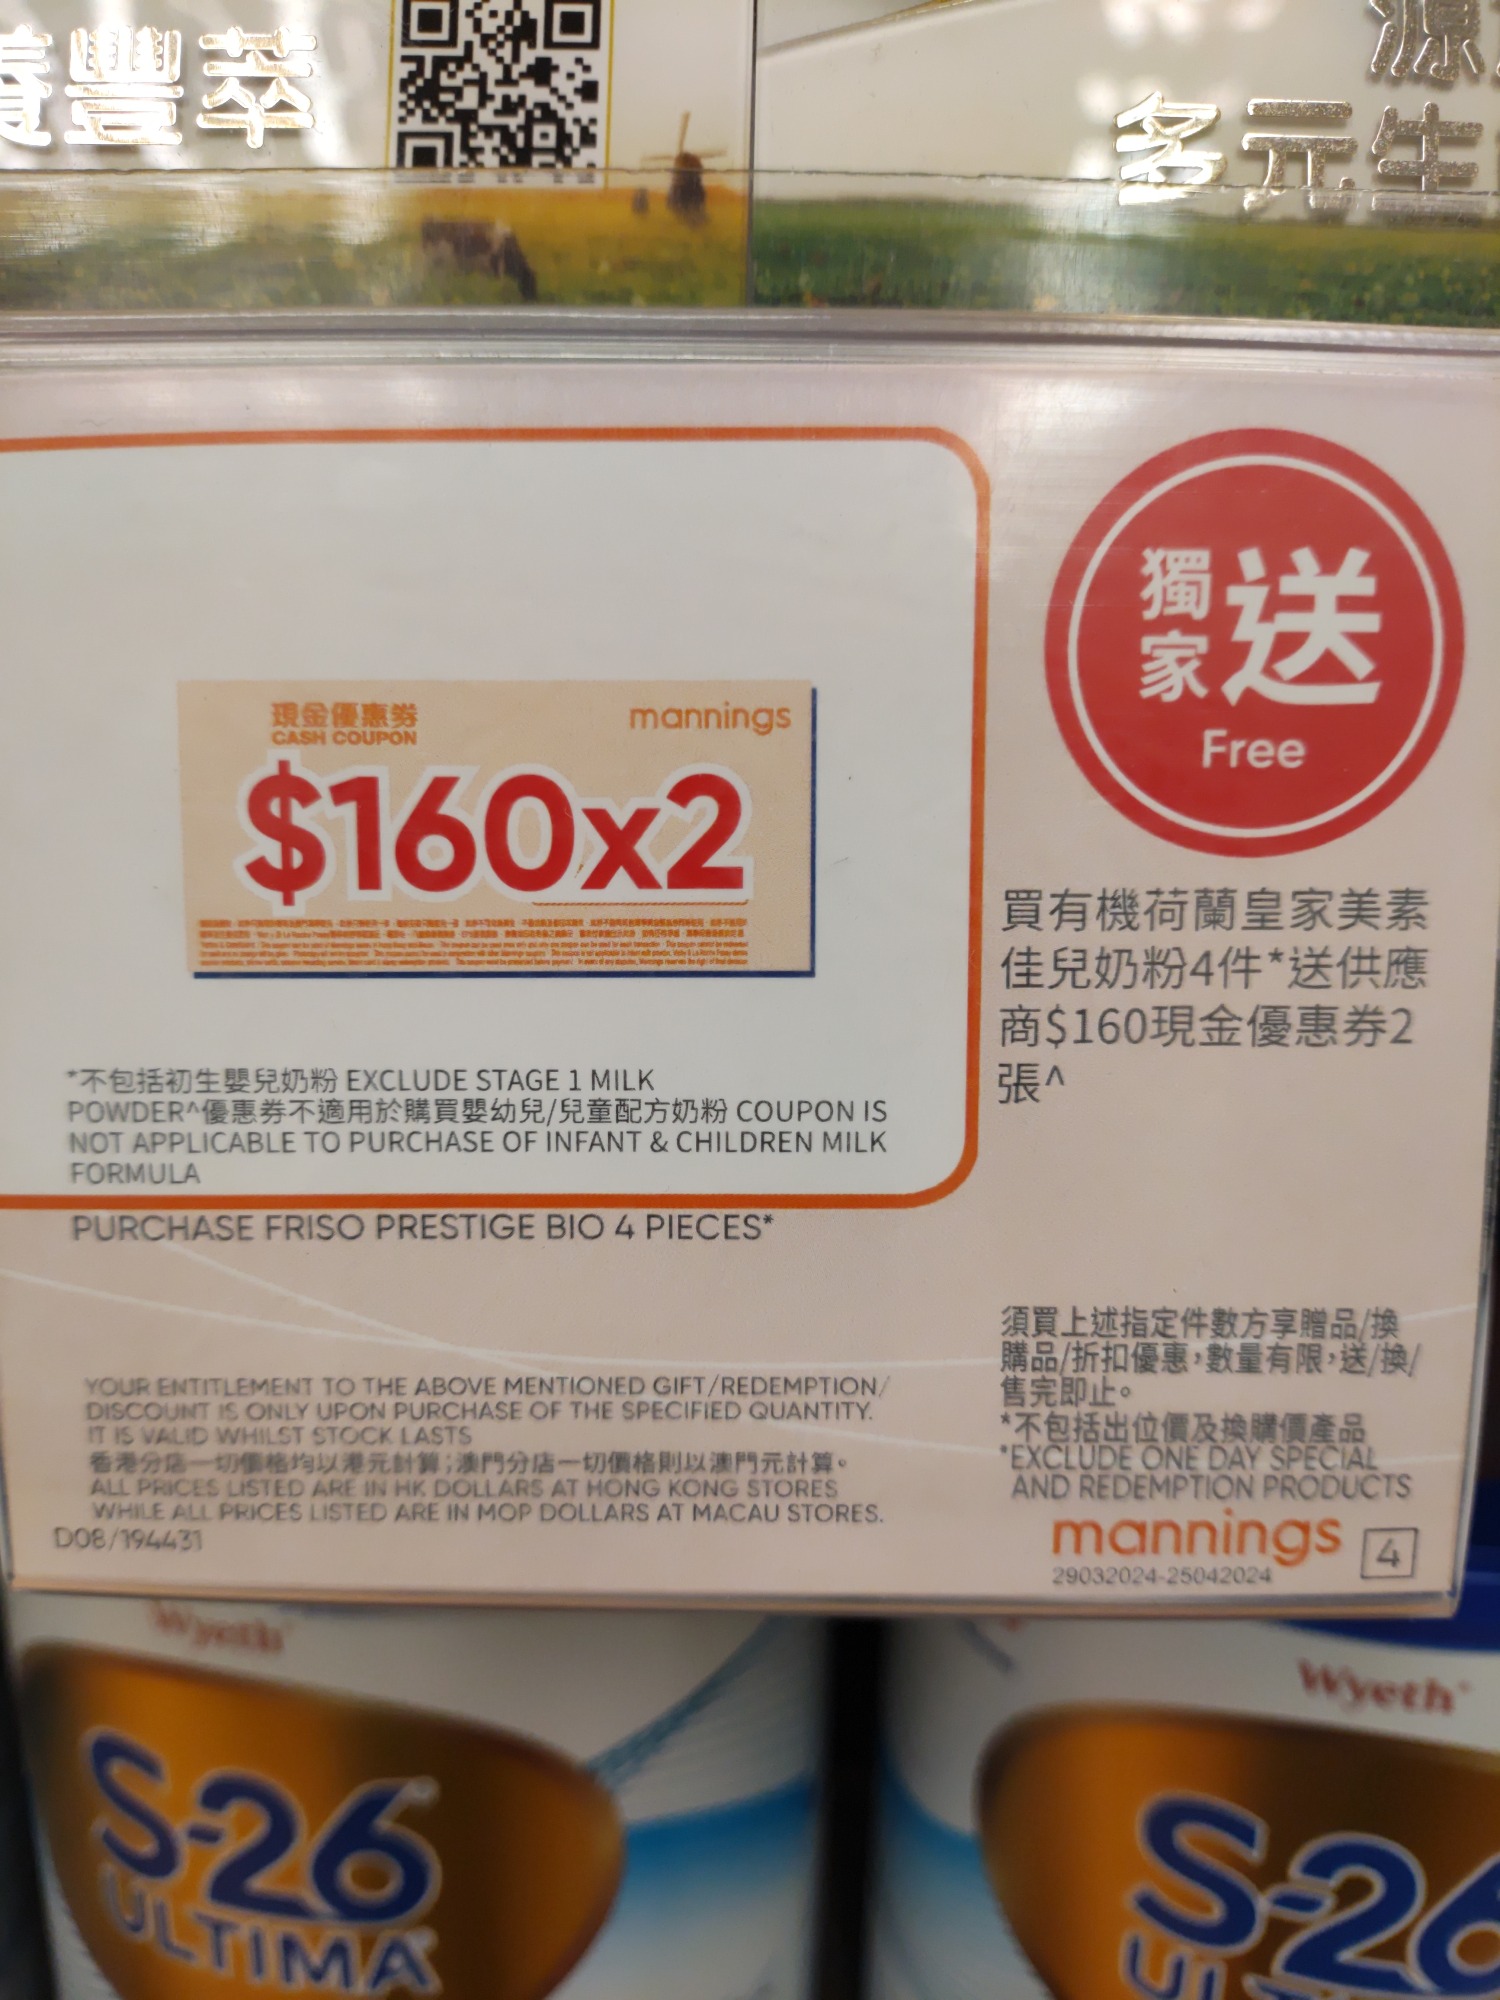 養豐萃
源
多元生
獨家
送
Free
現金優惠券
mannings
CASH COUPON
$160x2
買有機荷蘭皇家美素
佳兒奶粉4件*送供應
商$160現金優惠券2
張^
*不包括初生嬰兒奶粉 EXCLUDE STAGE 1 MILK
POWDER^優惠券不適用於購買嬰幼兒/兒童配方奶粉 COUPON IS
NOT APPLICABLE TO PURCHASE OF INFANT & CHILDREN MILK
FORMULA
PURCHASE FRISO PRESTIGE BIO 4 PIECES*
須買上述指定件數方享贈品/換
購品/折扣優惠,數量有限,送/換/
售完即止。
*不包括出位價及換購價產品
*EXCLUDE ONE DAY SPECIAL
AND REDEMPTION PRODUCTS
YOUR ENTITLEMENT TO THE ABOVE MENTIONED GIFT/REDEMPTION/
DISCOUNT IS ONLY UPON PURCHASE OF THE SPECIFIED QUANTITY.
IT IS VALID WHILST STOCK LASTS
香港分店一切價格均以港元計算;澳門分店一切價格則以澳門元計算。
ALL PRICES LISTED ARE IN HK DOLLARS AT HONG KONG STORES
WHILE ALL PRICES LISTED ARE IN MOP DOLLARS AT MACAU STORES.
D08/194431
mannings
4
29032024-25042024
Wyeth
S-26
ULTIMA
Wyeth
S-26